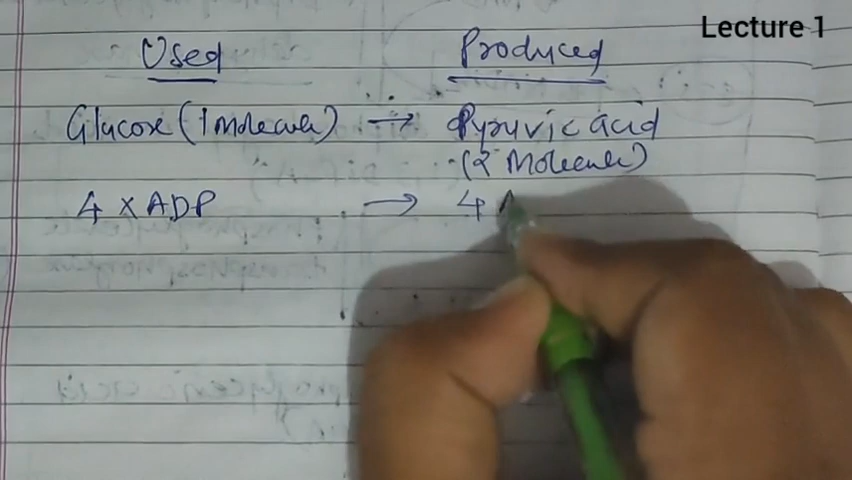 Lecture 1
Used Produced
Glucose (1 Molecule) → Pyruvic acid
(2 Molecule)
4 X ADP → 4